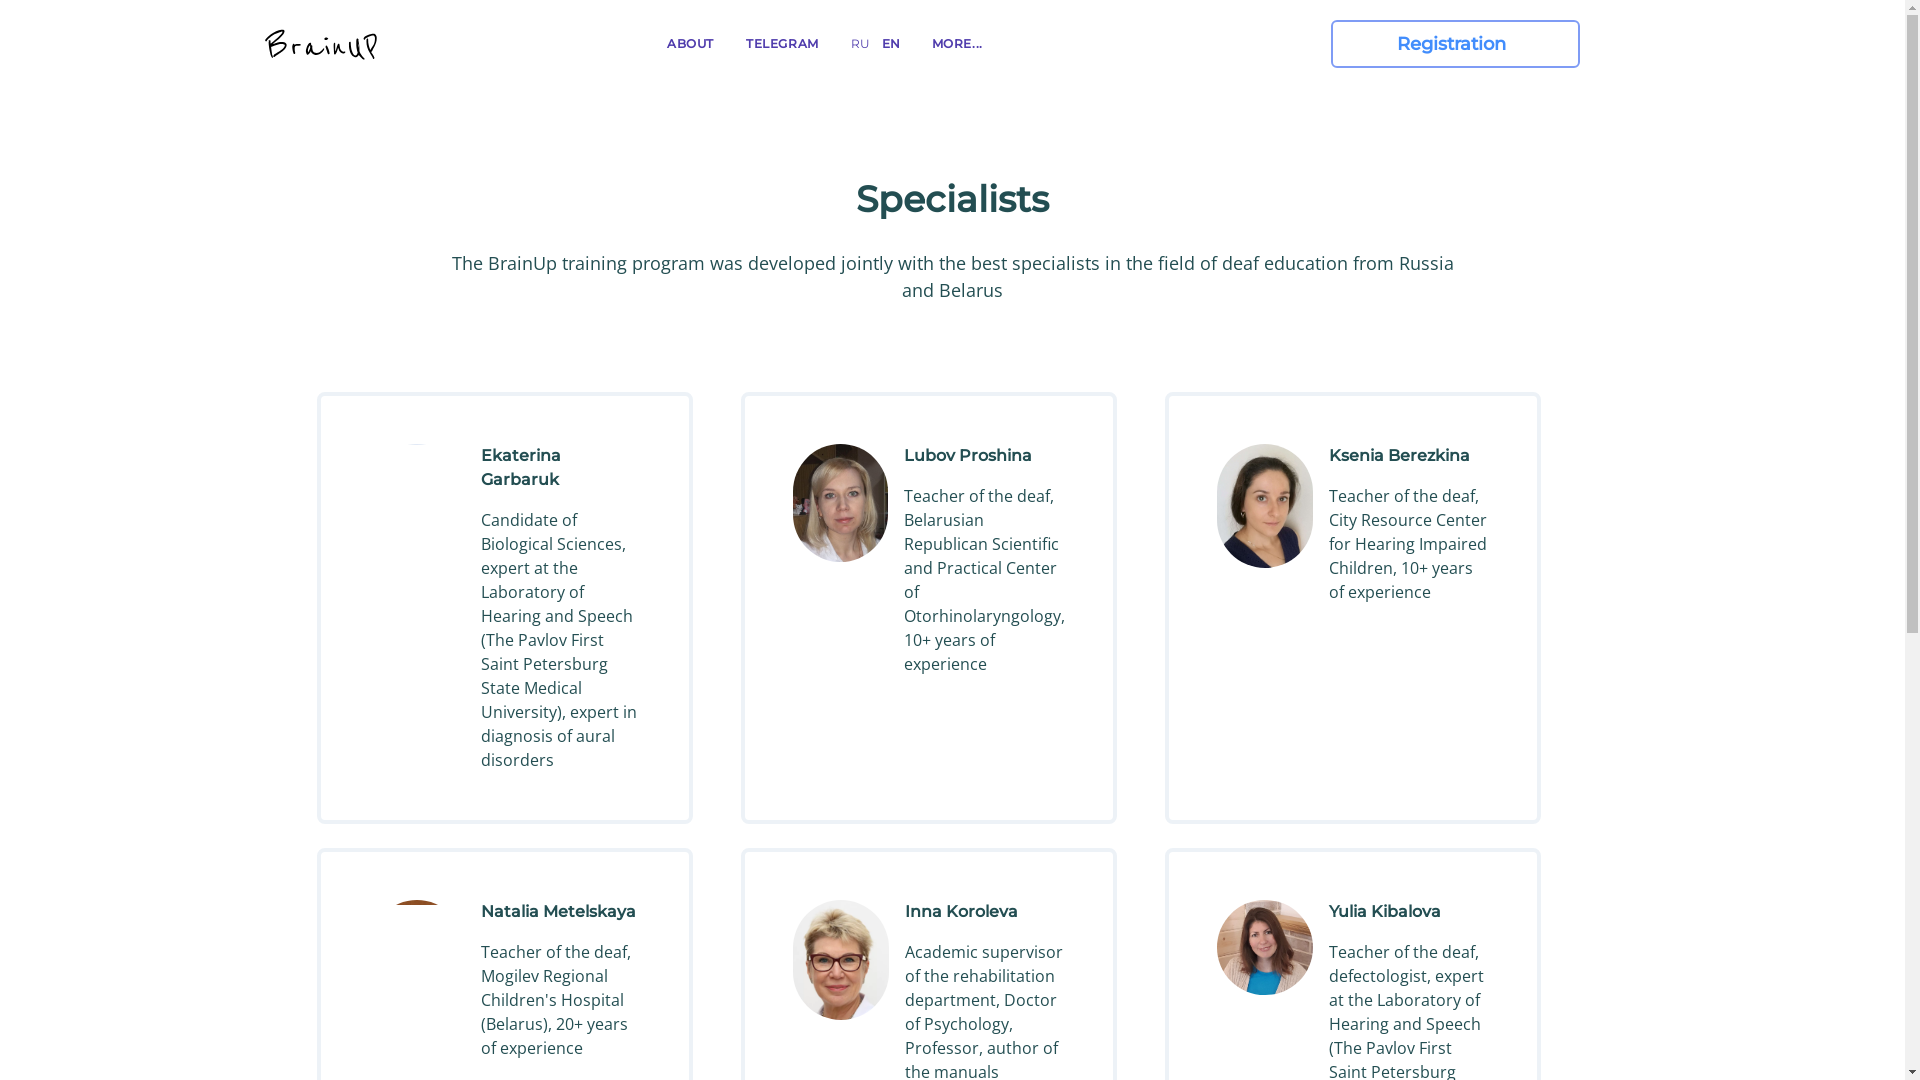 BrainUP
ABOUT
TELEGRAM
RU
EN
MORE...
Registration
Specialists
The BrainUp training program was developed jointly with the best specialists in the field of deaf education from Russia
and Belarus
Ekaterina
Garbaruk
Candidate of
Biological Sciences,
expert at the
Laboratory of
Hearing and Speech
(The Pavlov First
Saint Petersburg
State Medical
University), expert in
diagnosis of aural
disorders
Lubov Proshina
Teacher of the deaf,
Belarusian
Republican Scientific
and Practical Center
of
Otorhinolaryngology,
10+ years of
experience
Ksenia Berezkina
Teacher of the deaf,
City Resource Center
for Hearing Impaired
Children, 10+ years
of experience
Natalia Metelskaya
Teacher of the deaf,
Mogilev Regional
Children's Hospital
(Belarus), 20+ years
of experience
Inna Koroleva
Academic supervisor
of the rehabilitation
department, Doctor
of Psychology,
Professor, author of
the manuals
Yulia Kibalova
Teacher of the deaf,
defectologist, expert
at the Laboratory of
Hearing and Speech
(The Pavlov First
Saint Petersburg